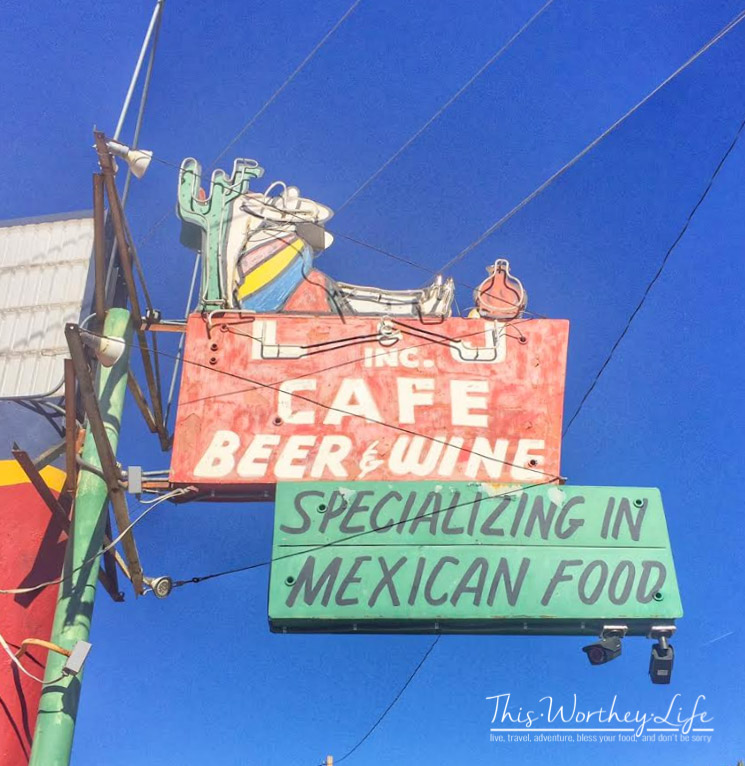 L & J
INC.
CAFE
BEER & WINE
SPECIALIZING IN
MEXICAN FOOD
This·Worthey·Life
live, travel, adventure, bless your food. and don't be sorry